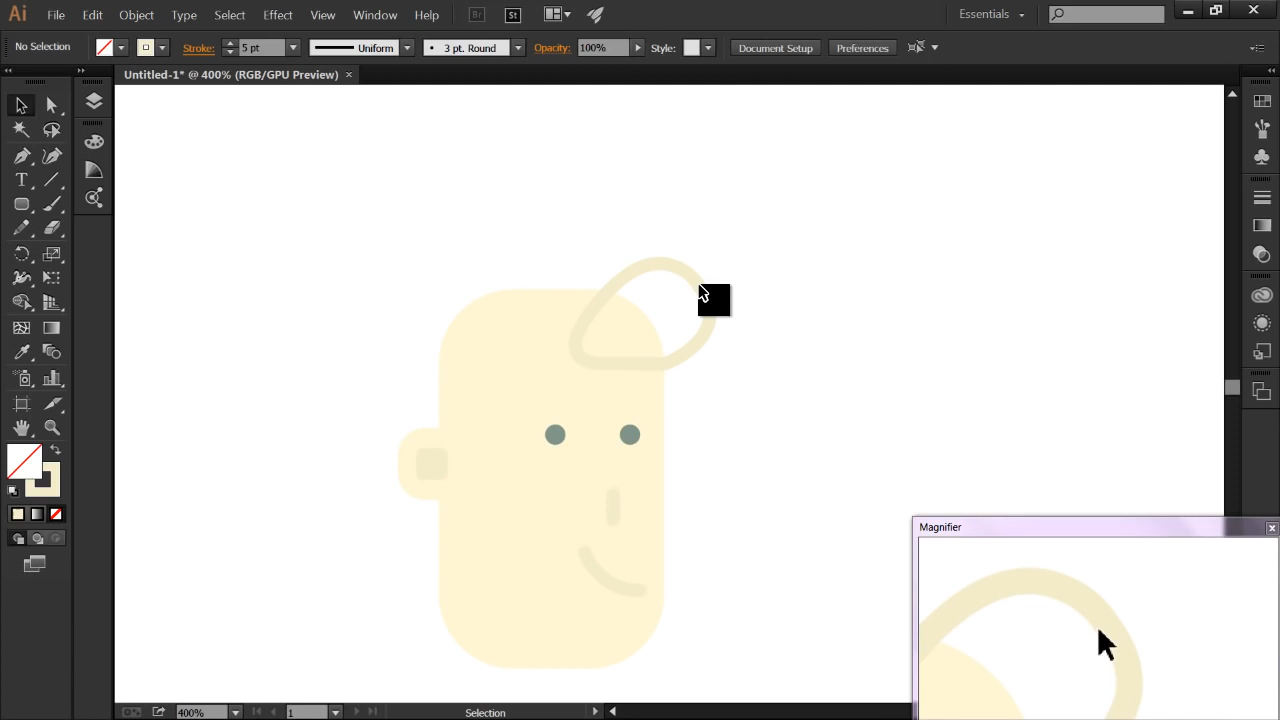 Ai File Edit Object Type Select Effect View Window Help Br St Essentials
No Selection Stroke: 5 pt Uniform 3 pt. Round Opacity: 100% Style: Document Setup Preferences
Untitled-1* @ 400% (RGB/GPU Preview) ×
T
Magnifier
400% 1 Selection